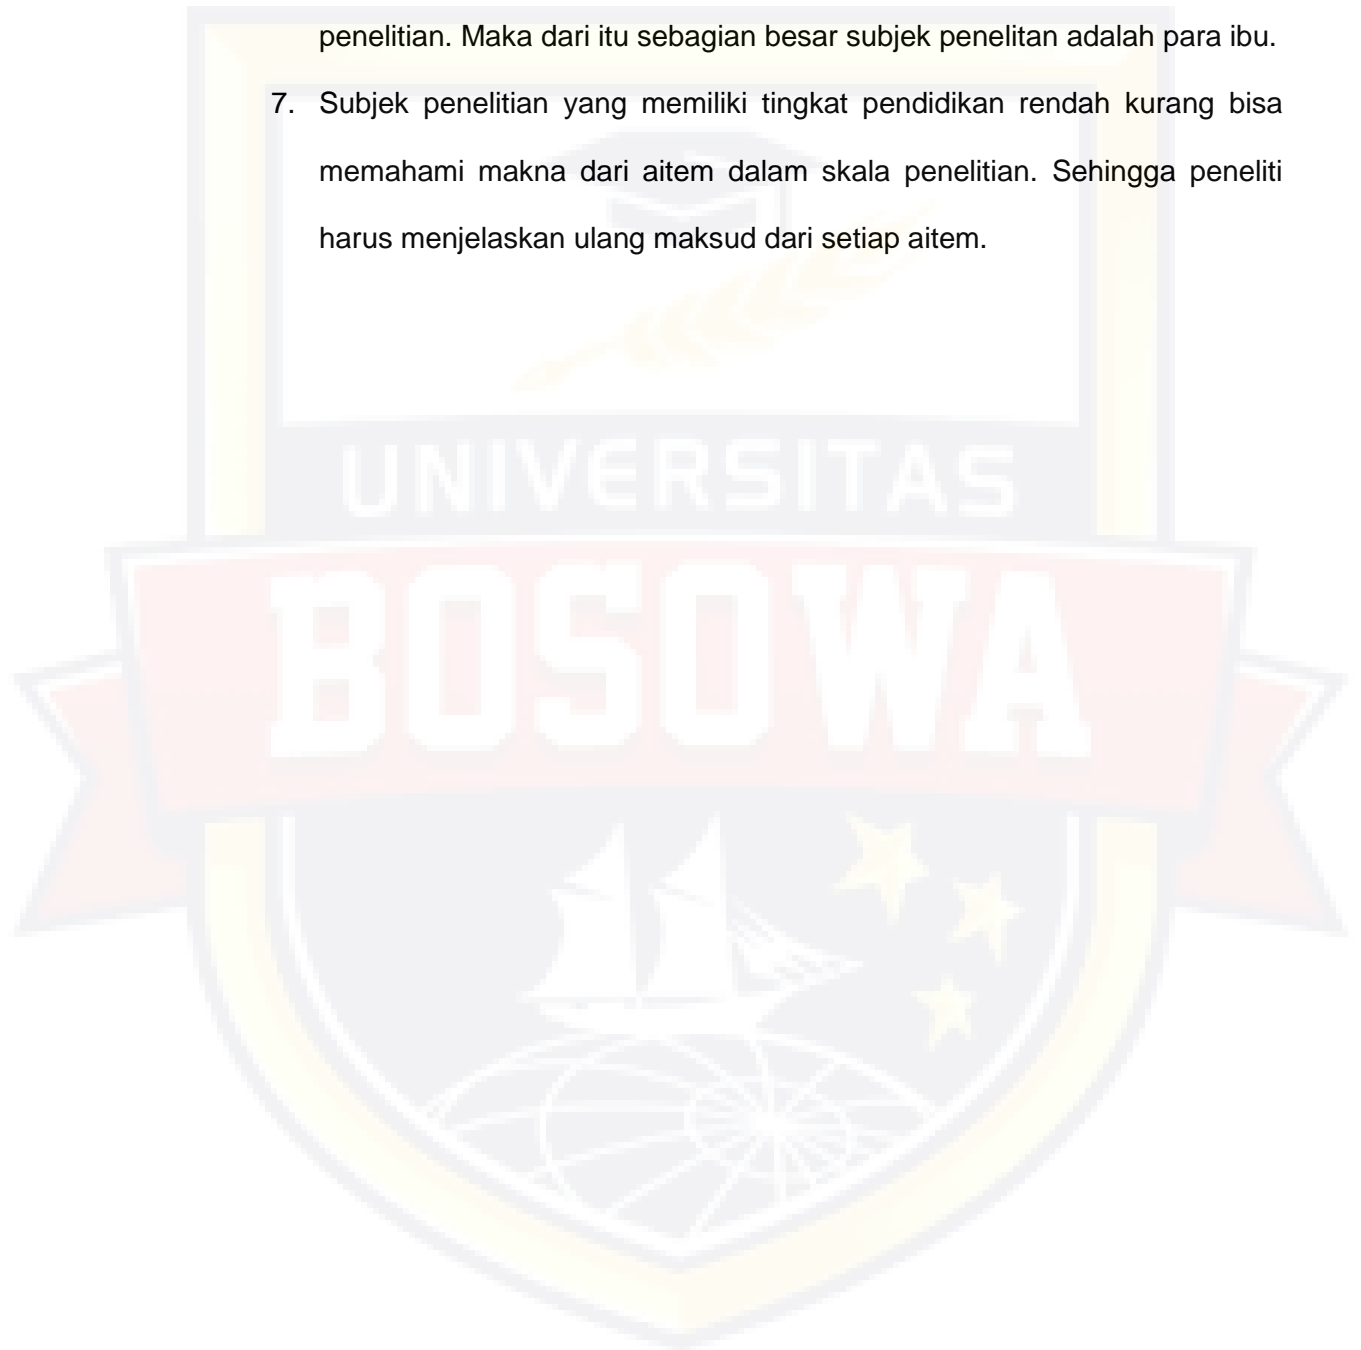 penelitian. Maka dari itu sebagian besar subjek penelitan adalah para ibu.
7. Subjek penelitian yang memiliki tingkat pendidikan rendah kurang bisa
memahami makna dari aitem dalam skala penelitian. Sehingga peneliti
harus menjelaskan ulang maksud dari setiap aitem.
UNIVERSITAS
BOSOWA